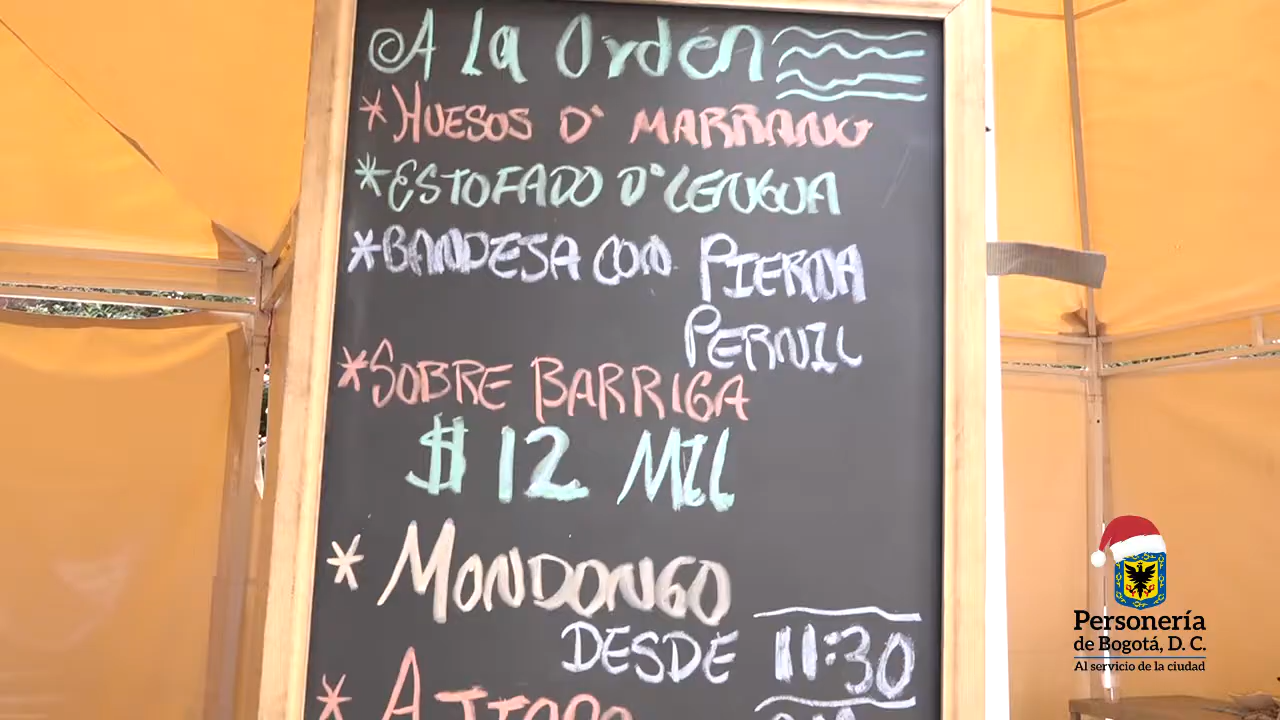 A la Orden
*HUESOS D' MARRANO
*ESTOFADO D' LENGUA
*BANDEJA CON PIERNA
PERNIL
*SOBRE BARRIGA
$12 MIL
*MONDONGO
DESDE 11:30
*
Personería
de Bogotá, D. C.
Al servicio de la ciudad